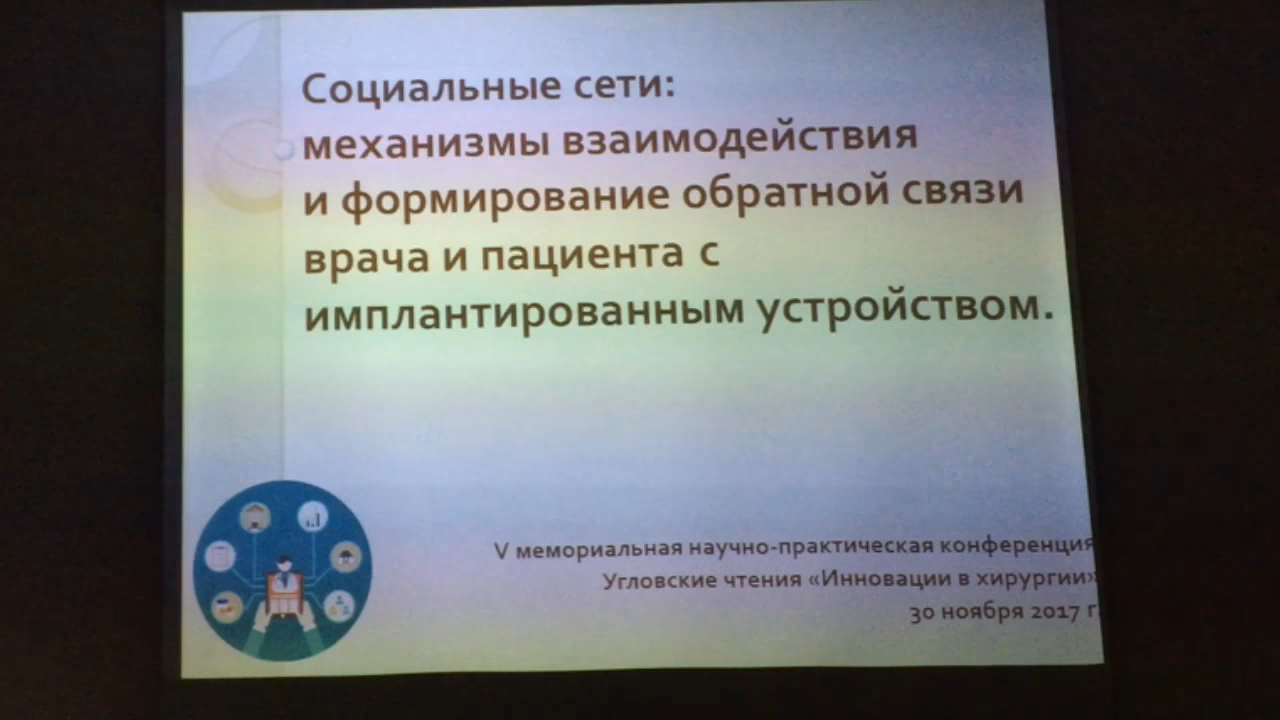 Социальные сети:
механизмы взаимодействия
и формирование обратной связи
врача и пациента с
имплантированным устройством.
V мемориальная научно-практическая конференция
Угловские чтения «Инновации в хирургии»
30 ноября 2017 г.